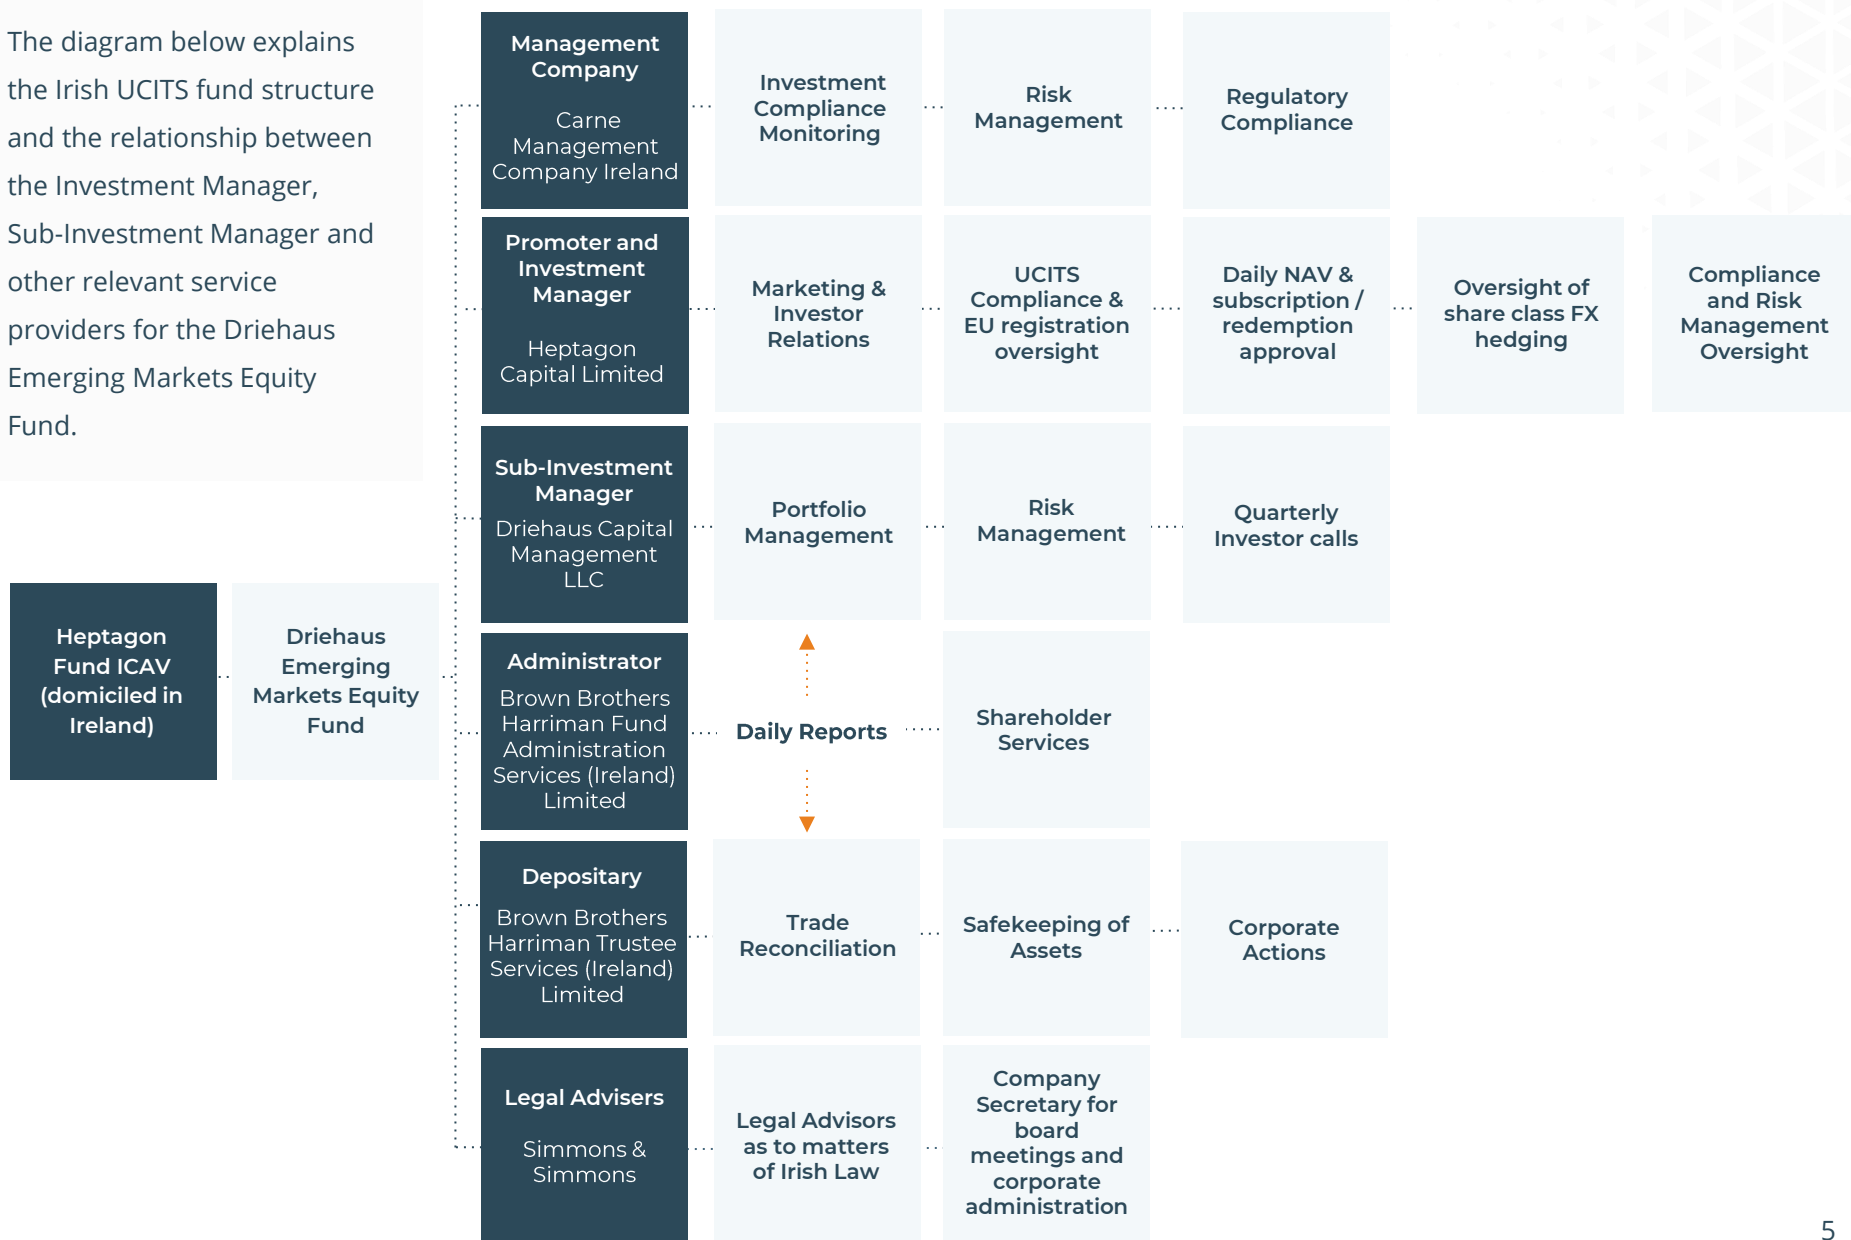 The diagram below explains
the Irish UCITS fund structure
and the relationship between
the Investment Manager,
Sub-Investment Manager and
other relevant service
providers for the Driehaus
Emerging Markets Equity
Fund.
Heptagon
Fund ICAV
(domiciled in
Ireland)
Driehaus
Emerging
Markets Equity
Fund
Management
Company
Carne
Management
Company Ireland
Investment
Compliance
Monitoring
Risk
Management
Regulatory
Compliance
Promoter and
Investment
Manager
Heptagon
Capital Limited
Marketing &
Investor
Relations
UCITS
Compliance &
EU registration
oversight
Daily NAV &
subscription /
redemption
approval
Oversight of
share class FX
hedging
Compliance
and Risk
Management
Oversight
Sub-Investment
Manager
Driehaus Capital
Management
LLC
Portfolio
Management
Risk
Management
Quarterly
Investor calls
Administrator
Brown Brothers
Harriman Fund
Administration
Services (Ireland)
Limited
Daily Reports
Shareholder
Services
Depositary
Brown Brothers
Harriman Trustee
Services (Ireland)
Limited
Trade
Reconciliation
Safekeeping of
Assets
Corporate
Actions
Legal Advisers
Simmons &
Simmons
Legal Advisors
as to matters
of Irish Law
Company
Secretary for
board
meetings and
corporate
administration
5